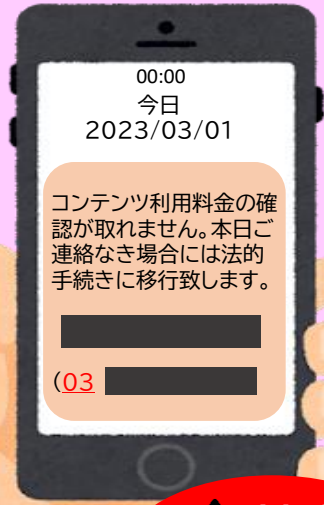 00:00
今日
2023/03/01
コンテンツ利用料金の確
認が取れません。本日ご
連絡なき場合には法的
手続きに移行致します。
(03